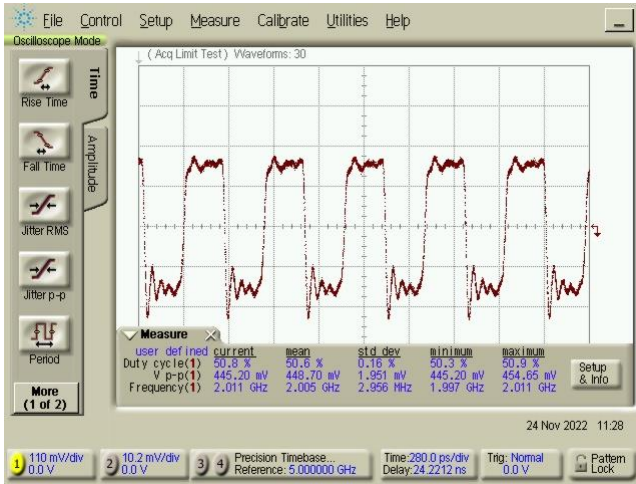 File Control Setup Measure Calibrate Utilities Help
Oscilloscope Mode
( Acq Limit Test ) Waveforms: 30
Time
Amplitude
Rise Time
Fall Time
Jitter RMS
Jitter p-p
Period
More
(1 of 2)
Measure
user defined current mean std dev minimum maximum
Duty cycle(1) 50.8 % 50.6 % 0.16 % 50.3 % 50.9 %
V p-p(1) 445.20 mV 448.70 mV 1.951 mV 445.20 mV 454.65 mV
Frequency(1) 2.011 GHz 2.005 GHz 2.956 MHz 1.997 GHz 2.011 GHz
Setup
& Info
24 Nov 2022 11:28
1 110 mV/div
0.0 V
2 10.2 mV/div
0.0 V
3 4 Precision Timebase...
Reference: 5.000000 GHz
Time:280.0 ps/div
Delay:24.2212 ns
Trig: Normal
0.0 V
Pattern
Lock